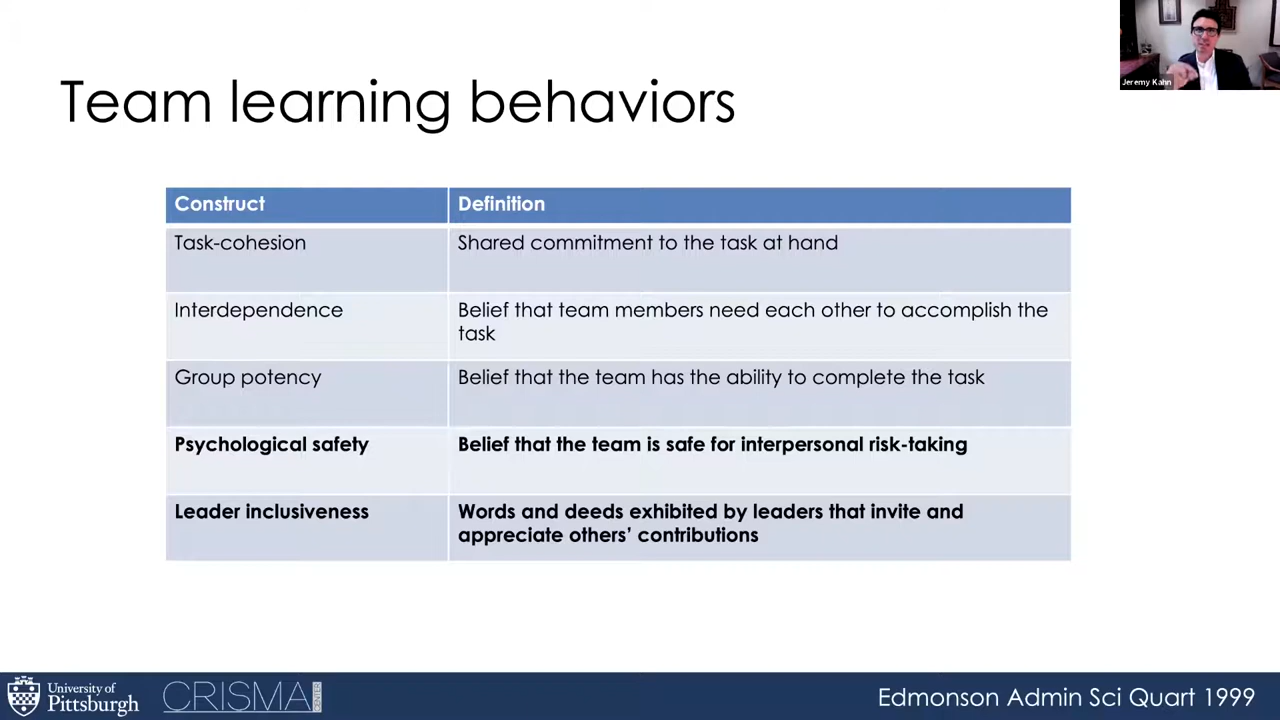 Jeremy Kahn
Team learning behaviors
Construct Definition
Task-cohesion Shared commitment to the task at hand
Interdependence Belief that team members need each other to accomplish the
task
Group potency Belief that the team has the ability to complete the task
Psychological safety Belief that the team is safe for interpersonal risk-taking
Leader inclusiveness Words and deeds exhibited by leaders that invite and
appreciate others’ contributions
University of
Pittsburgh
CRISMA
CENTER
Edmonson Admin Sci Quart 1999